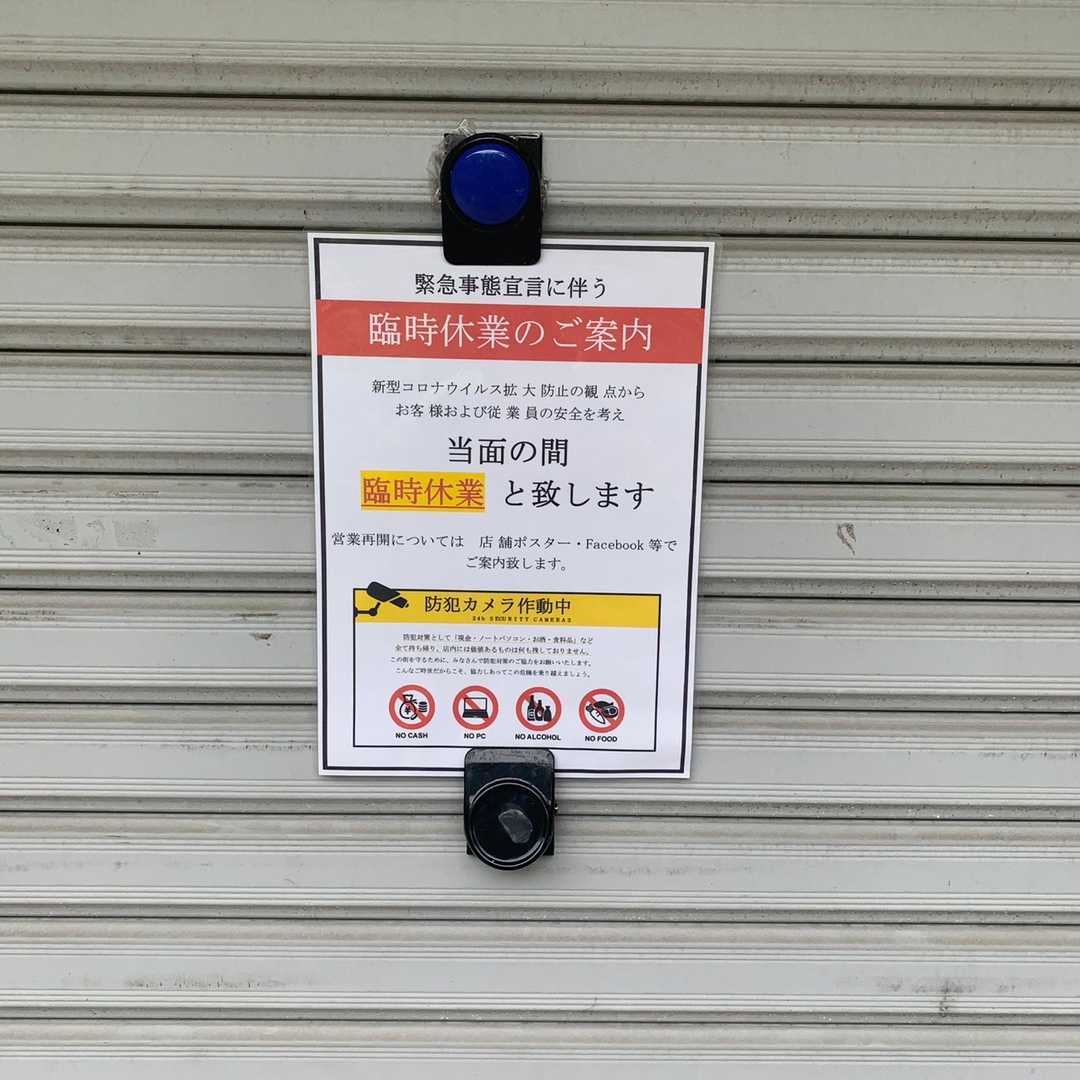 緊急事態宣言に伴う
臨時休業のご案内
新型コロナウイルス拡 大 防止の観 点から
お客 様および従 業 員の安全を考え
当面の間
臨時休業 と致します
営業再開については 店 舗ポスター・Facebook 等で
ご案内致します。
防犯カメラ作動中
24h SECURITY CAMERAS
防犯対策として「現金・ノートパソコン・お酒・食料品」など
全て持ち帰り、店内には価値あるものは何も残しておりません。
この街を守るために、みなさんで防犯対策のご協力をお願いいたします。
こんなご時世だからこそ、協力しあってこの危機を乗り越えましょう。
NO CASH
NO PC
NO ALCOHOL
NO FOOD